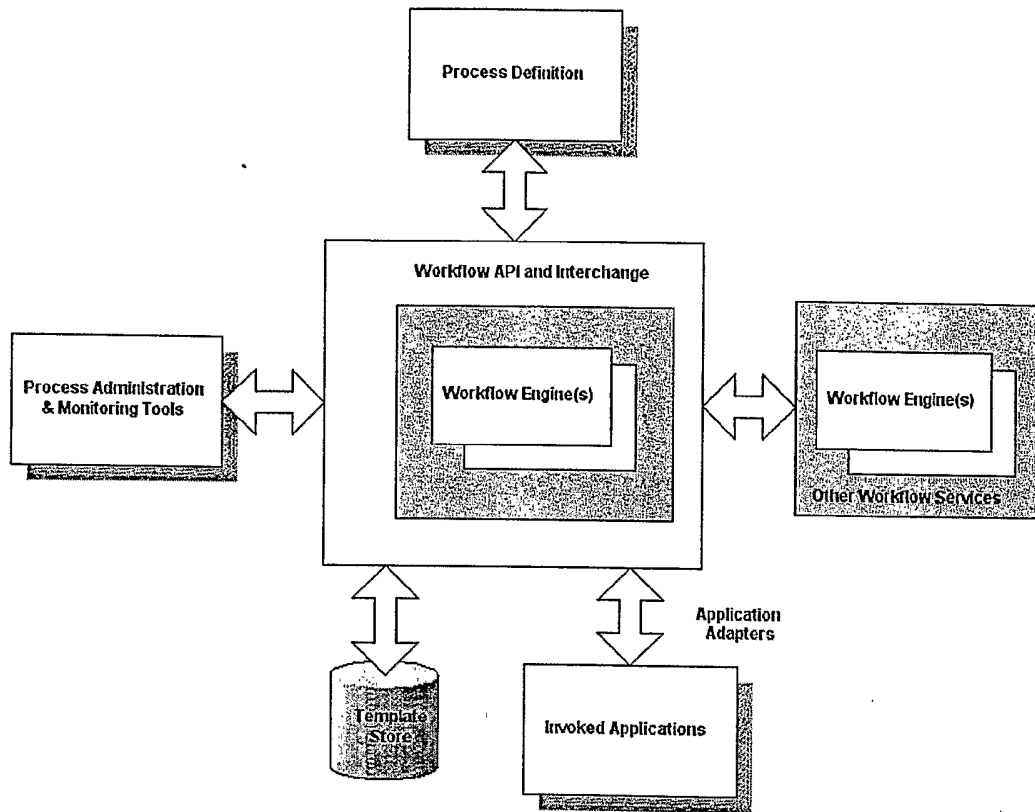 Process Definition
Workflow API and Interchange
Workflow Engine(s)
Process Administration
& Monitoring Tools
Workflow Engine(s)
Other Workflow Services
Application
Adapters
Template
Store
Invoked Applications